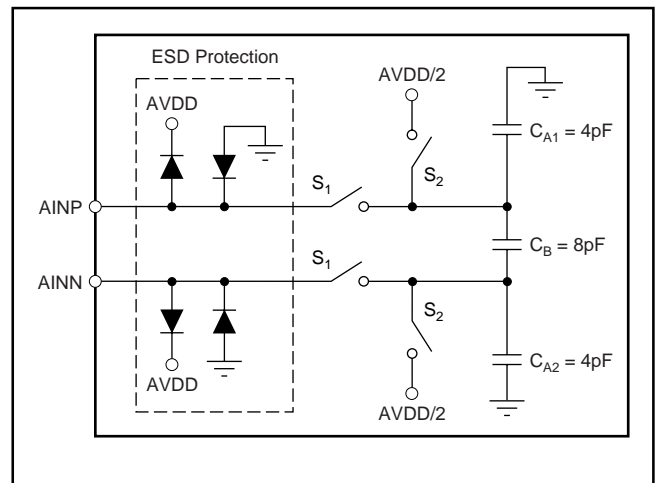 ESD Protection
AVDD
AVDD/2
C_A1 = 4pF
S_1
S_2
AINP
C_B = 8pF
S_1
AINN
S_2
C_A2 = 4pF
AVDD
AVDD/2